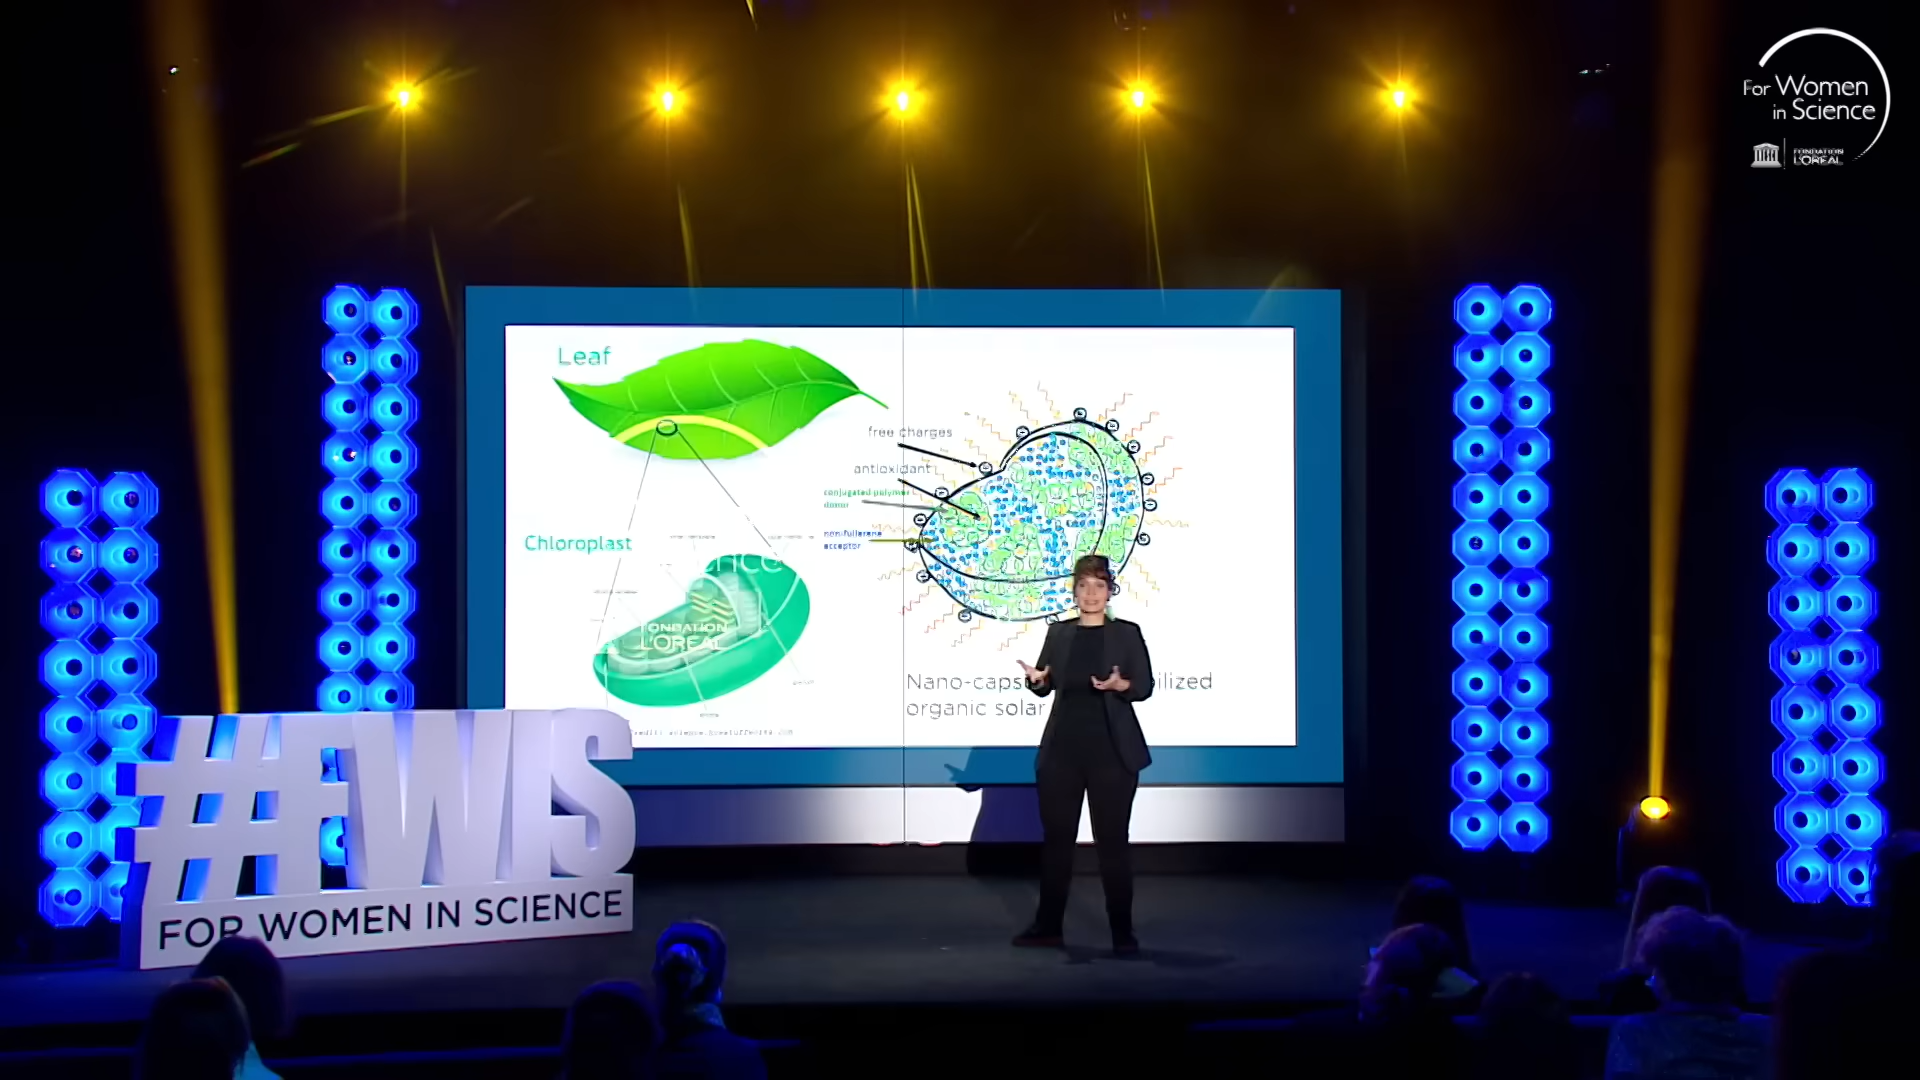 For Women
in Science
FONDATION
L'ORÉAL
Leaf
free charges
antioxidant
conjugated polymer
donor
non-fullerene
acceptor
Chloroplast
FONDATION
L'ORÉAL
Nano-caps
ilized
organic solar
#FWIS
FOR WOMEN IN SCIENCE